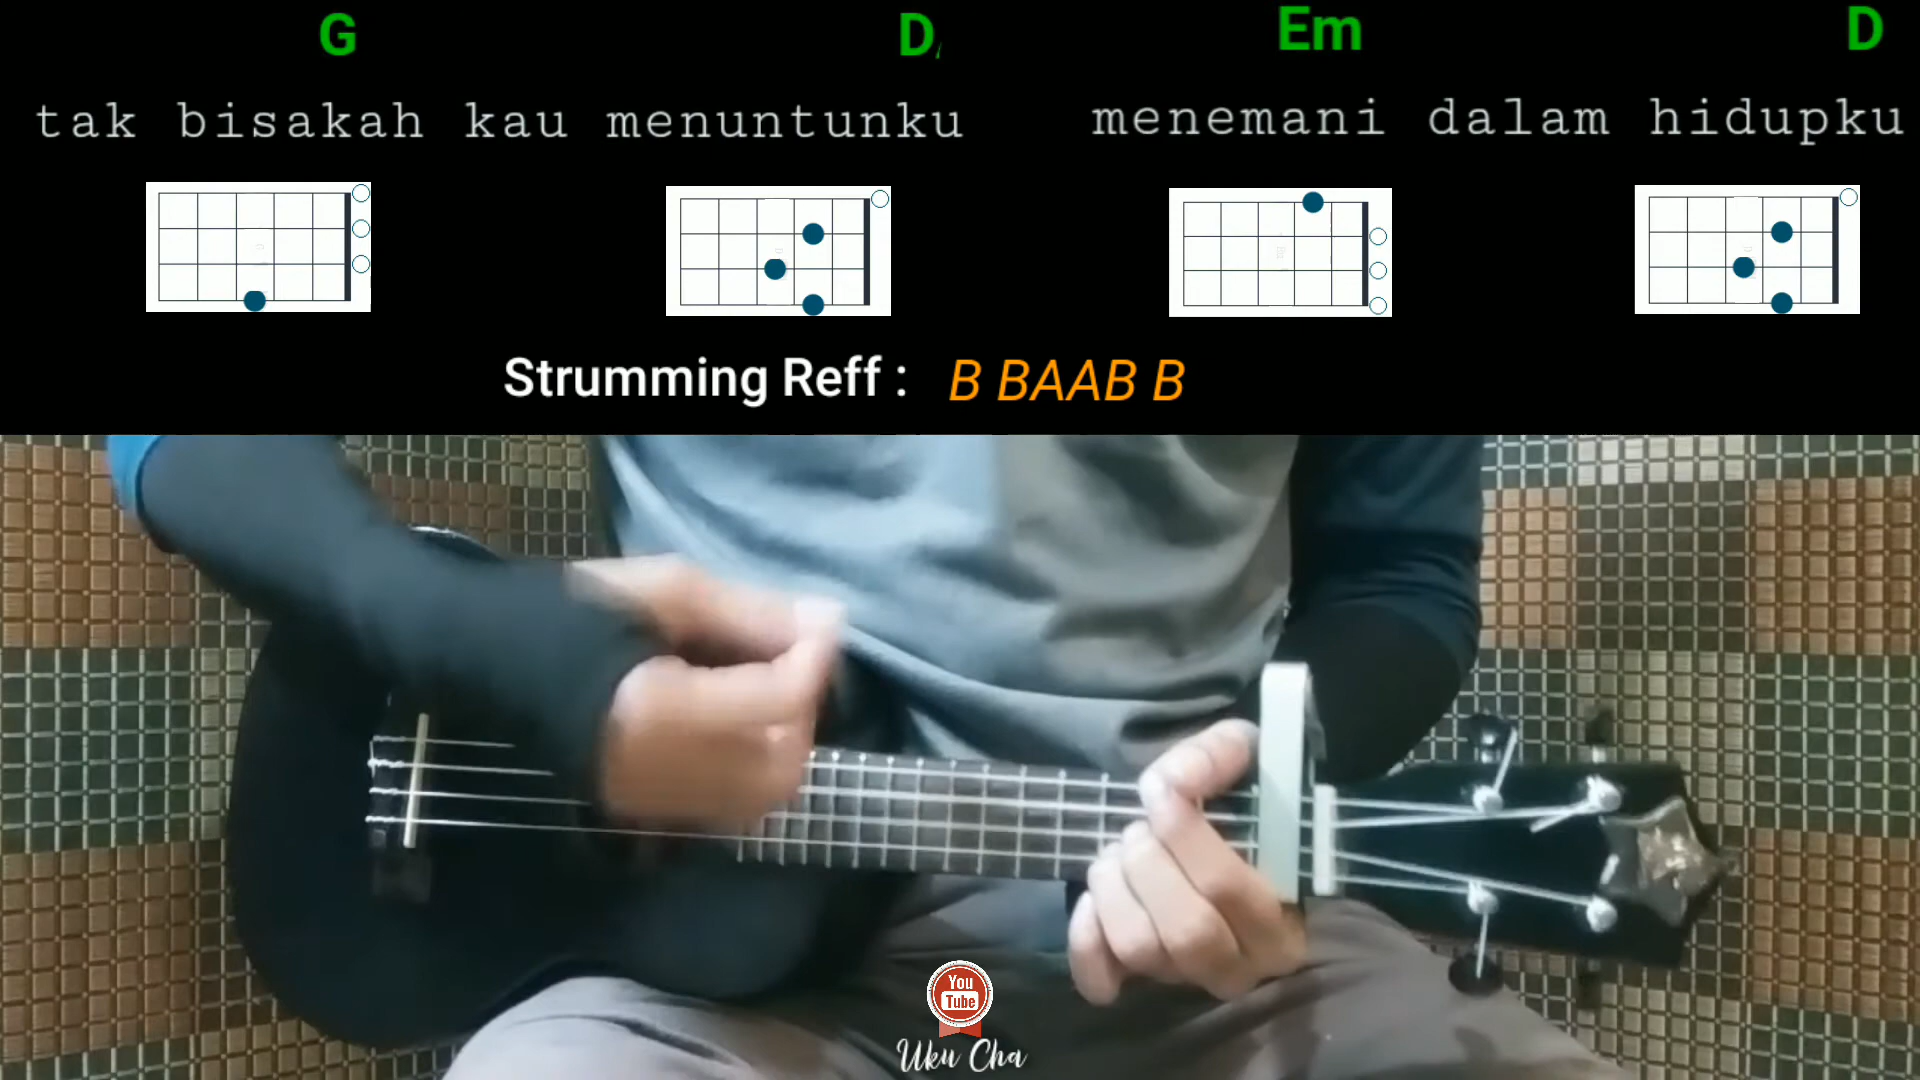 G D Em D
tak bisakah kau menuntunku menemani dalam hidupku
Strumming Reff : B BAAB B
You
Tube
Uku Cha